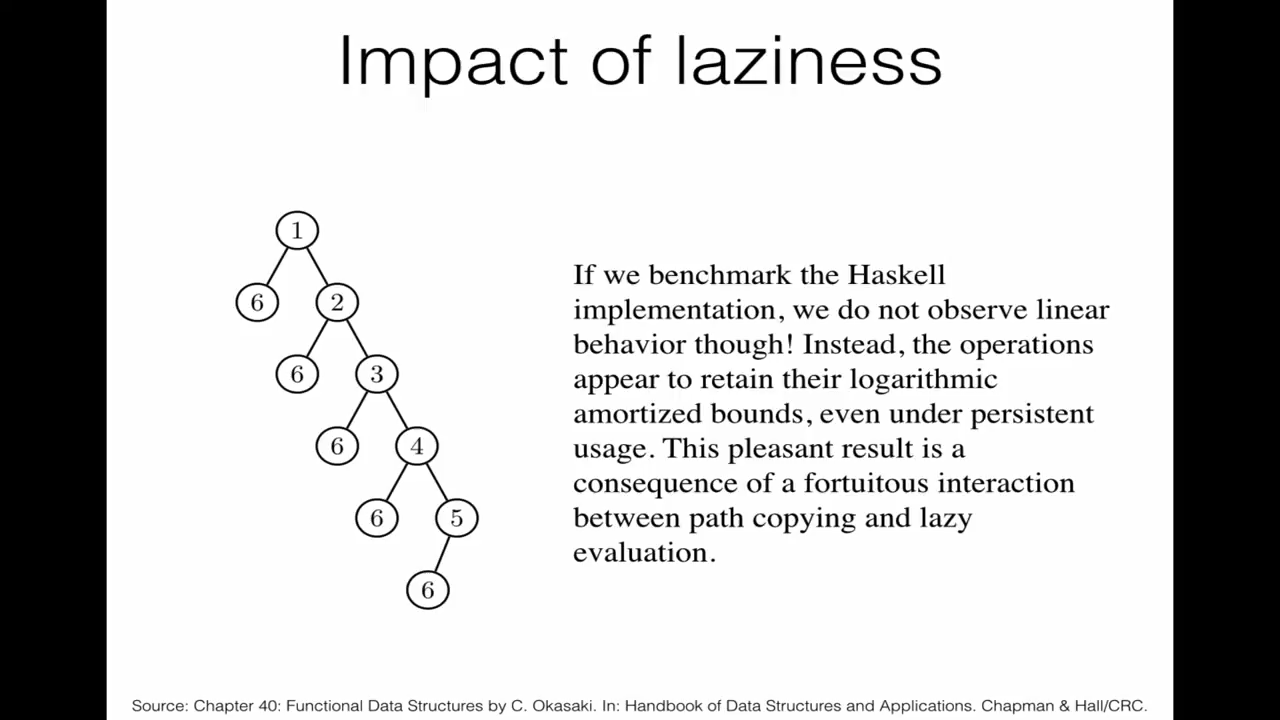 Impact of laziness
1
6 2
6 3
6 4
6 5
6
If we benchmark the Haskell
implementation, we do not observe linear
behavior though! Instead, the operations
appear to retain their logarithmic
amortized bounds, even under persistent
usage. This pleasant result is a
consequence of a fortuitous interaction
between path copying and lazy
evaluation.
Source: Chapter 40: Functional Data Structures by C. Okasaki. In: Handbook of Data Structures and Applications. Chapman & Hall/CRC.